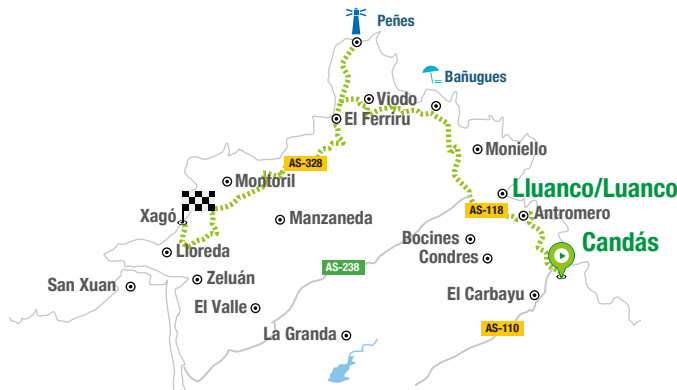 Peñes
Bañugues
Viodo
El Ferriru
Moniello
AS-328
Montoril
Lluanco/Luanco
Xagó
Manzaneda
AS-118
Antromero
Candás
Lloreda
Bocines
Condres
AS-238
San Xuan
Zeluán
El Valle
El Carbayu
La Granda
AS-110